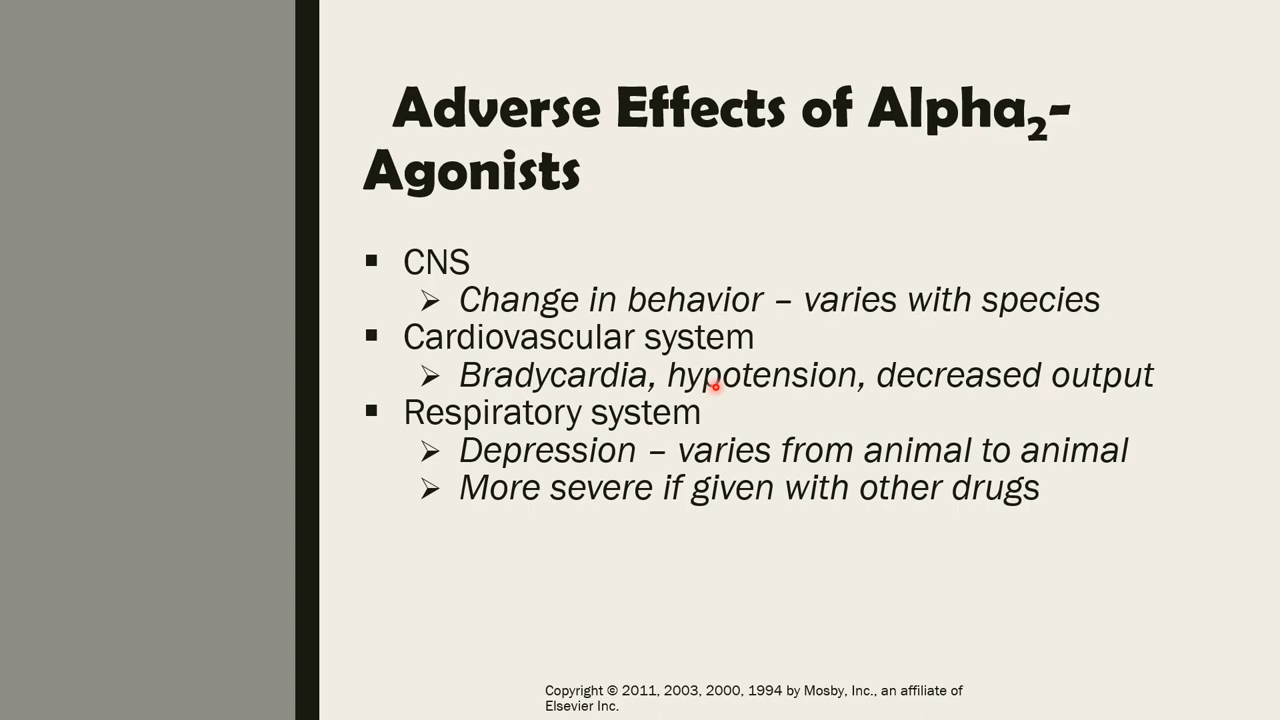 Adverse Effects of Alpha₂-
Agonists
▪ CNS
➢ Change in behavior – varies with species
▪ Cardiovascular system
➢ Bradycardia, hypotension, decreased output
▪ Respiratory system
➢ Depression – varies from animal to animal
➢ More severe if given with other drugs
Copyright © 2011, 2003, 2000, 1994 by Mosby, Inc., an affiliate of
Elsevier Inc.